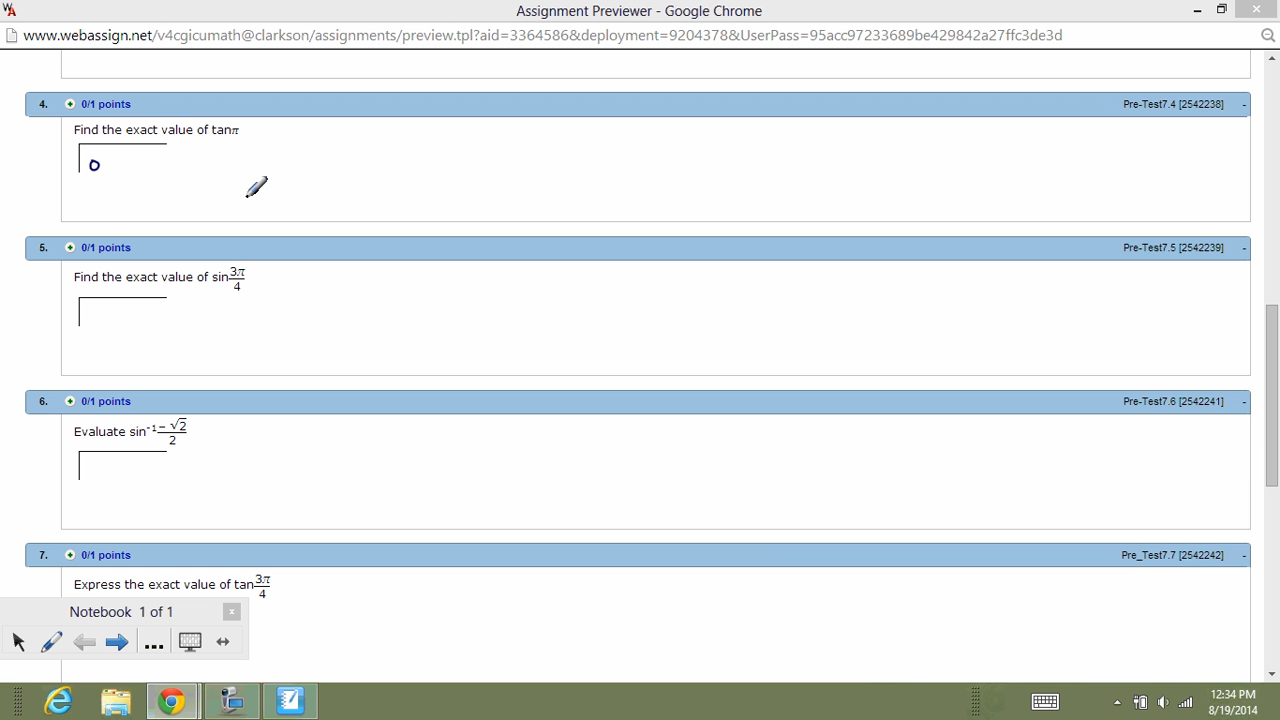 Assignment Previewer - Google Chrome
www.webassign.net/v4cgicumath@clarkson/assignments/preview.tpl?aid=3364586&deployment=9204378&UserPass=95acc97233689be429842a27ffc3de3d
4. 0/1 points Pre-Test7.4 [2542238] -
Find the exact value of tanπ
0
5. 0/1 points Pre-Test7.5 [2542239] -
Find the exact value of sin 3π/4
6. 0/1 points Pre-Test7.6 [2542241] -
Evaluate sin⁻¹ −√2/2
7. 0/1 points Pre_Test7.7 [2542242] -
Express the exact value of tan 3π/4
Notebook 1 of 1
12:34 PM
8/19/2014